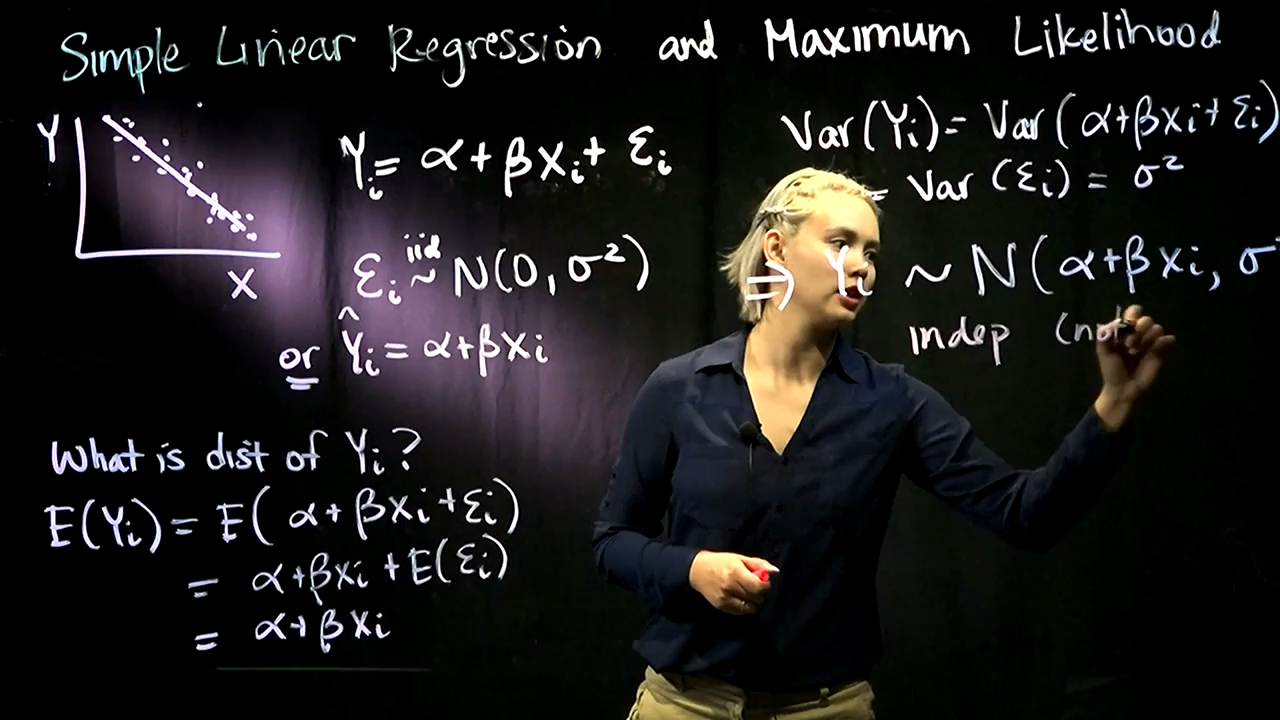 Simple Linear Regression and Maximum Likelihood
Y
X
Yi = α + βxi + εi
εi iid ~ N(0, σ²)
or Ŷi = α + βxi
What is dist of Yi?
E(Yi) = E(α + βxi + εi)
= α + βxi + E(εi)
= α + βxi
Var(Yi) = Var(α + βxi + εi)
= Var(εi) = σ²
⇒ Yi ~ N(α + βxi, σ
indep (not